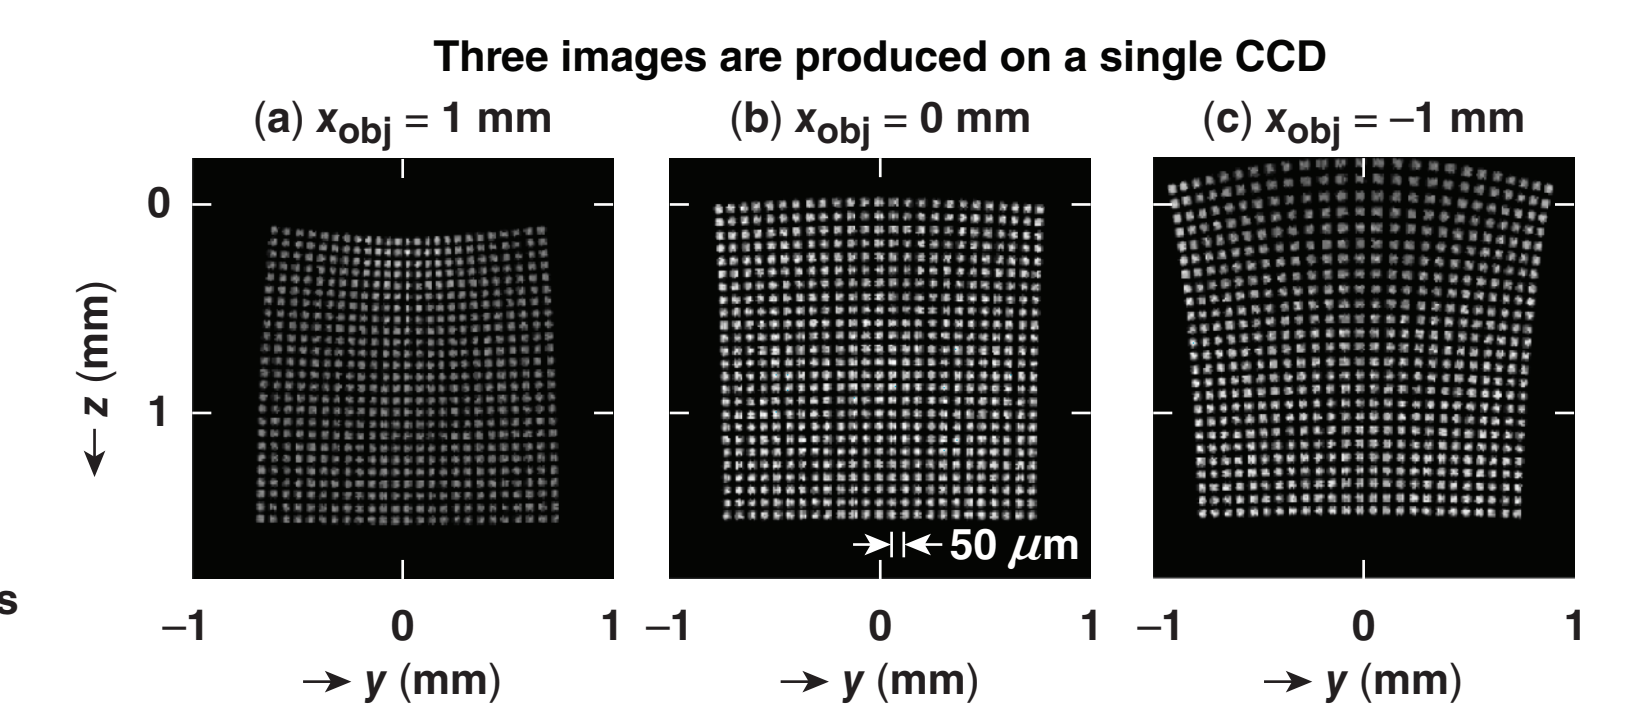 Three images are produced on a single CCD
(a) xobj = 1 mm
(b) xobj = 0 mm
(c) xobj = –1 mm
0
1
← z (mm)
50 μm
s
–1 0 1
–1 0 1
–1 0 1
→ y (mm)
→ y (mm)
→ y (mm)